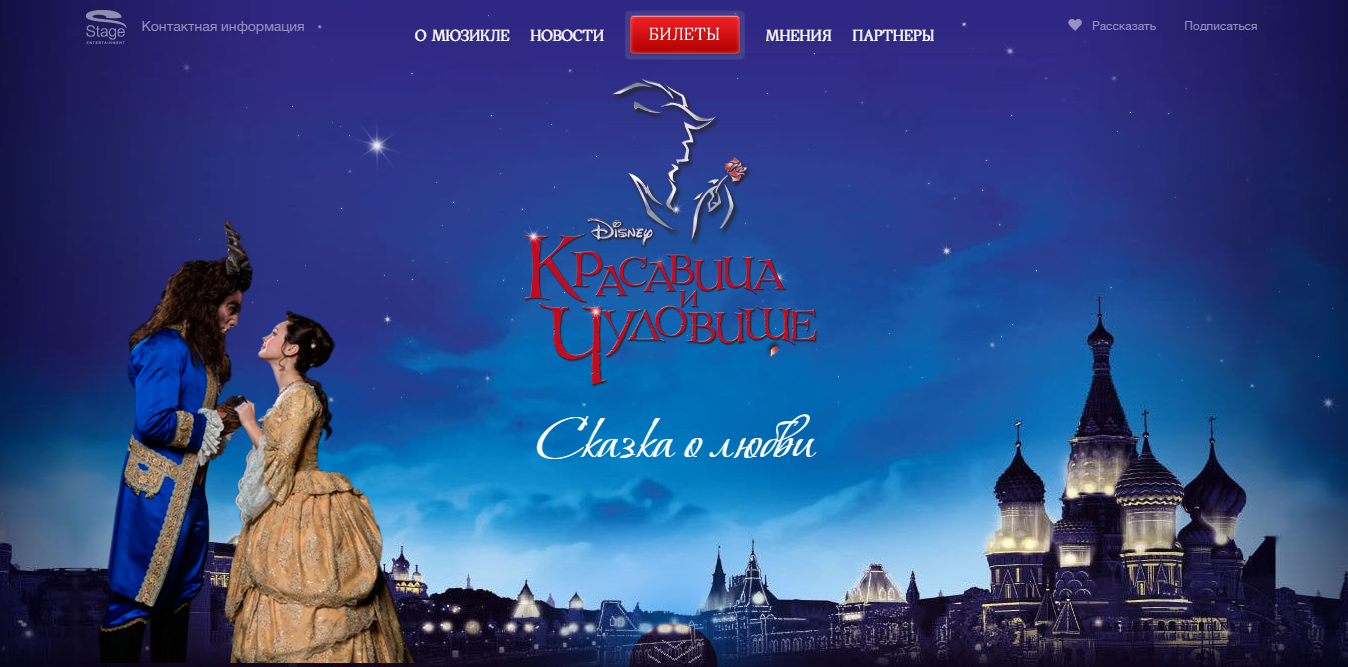 Stage
ENTERTAINMENT
Контактная информация
О МЮЗИКЛЕ
НОВОСТИ
БИЛЕТЫ
МНЕНИЯ
ПАРТНЕРЫ
Рассказать
Подписаться
Disney
Красавица
и
Чудовище
Сказка о любви